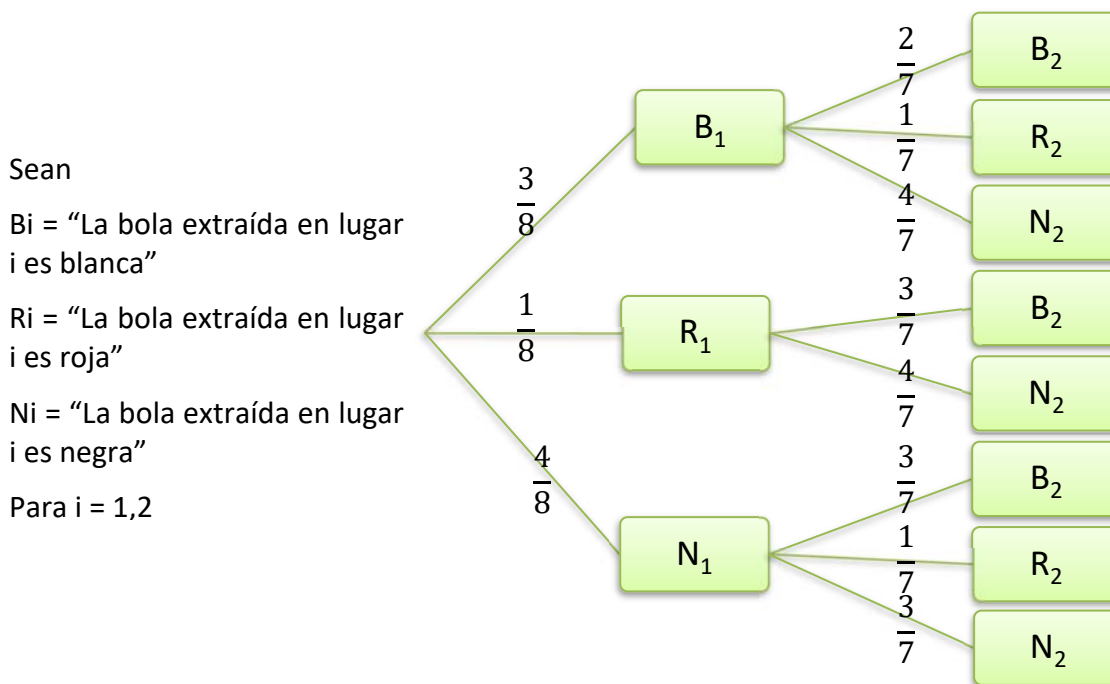 Sean
Bi = “La bola extraída en lugar
i es blanca”
Ri = “La bola extraída en lugar
i es roja”
Ni = “La bola extraída en lugar
i es negra”
Para i = 1,2
3/8
1/8
4/8
B₁
R₁
N₁
2/7
1/7
4/7
3/7
4/7
3/7
1/7
3/7
B₂
R₂
N₂
B₂
N₂
B₂
R₂
N₂